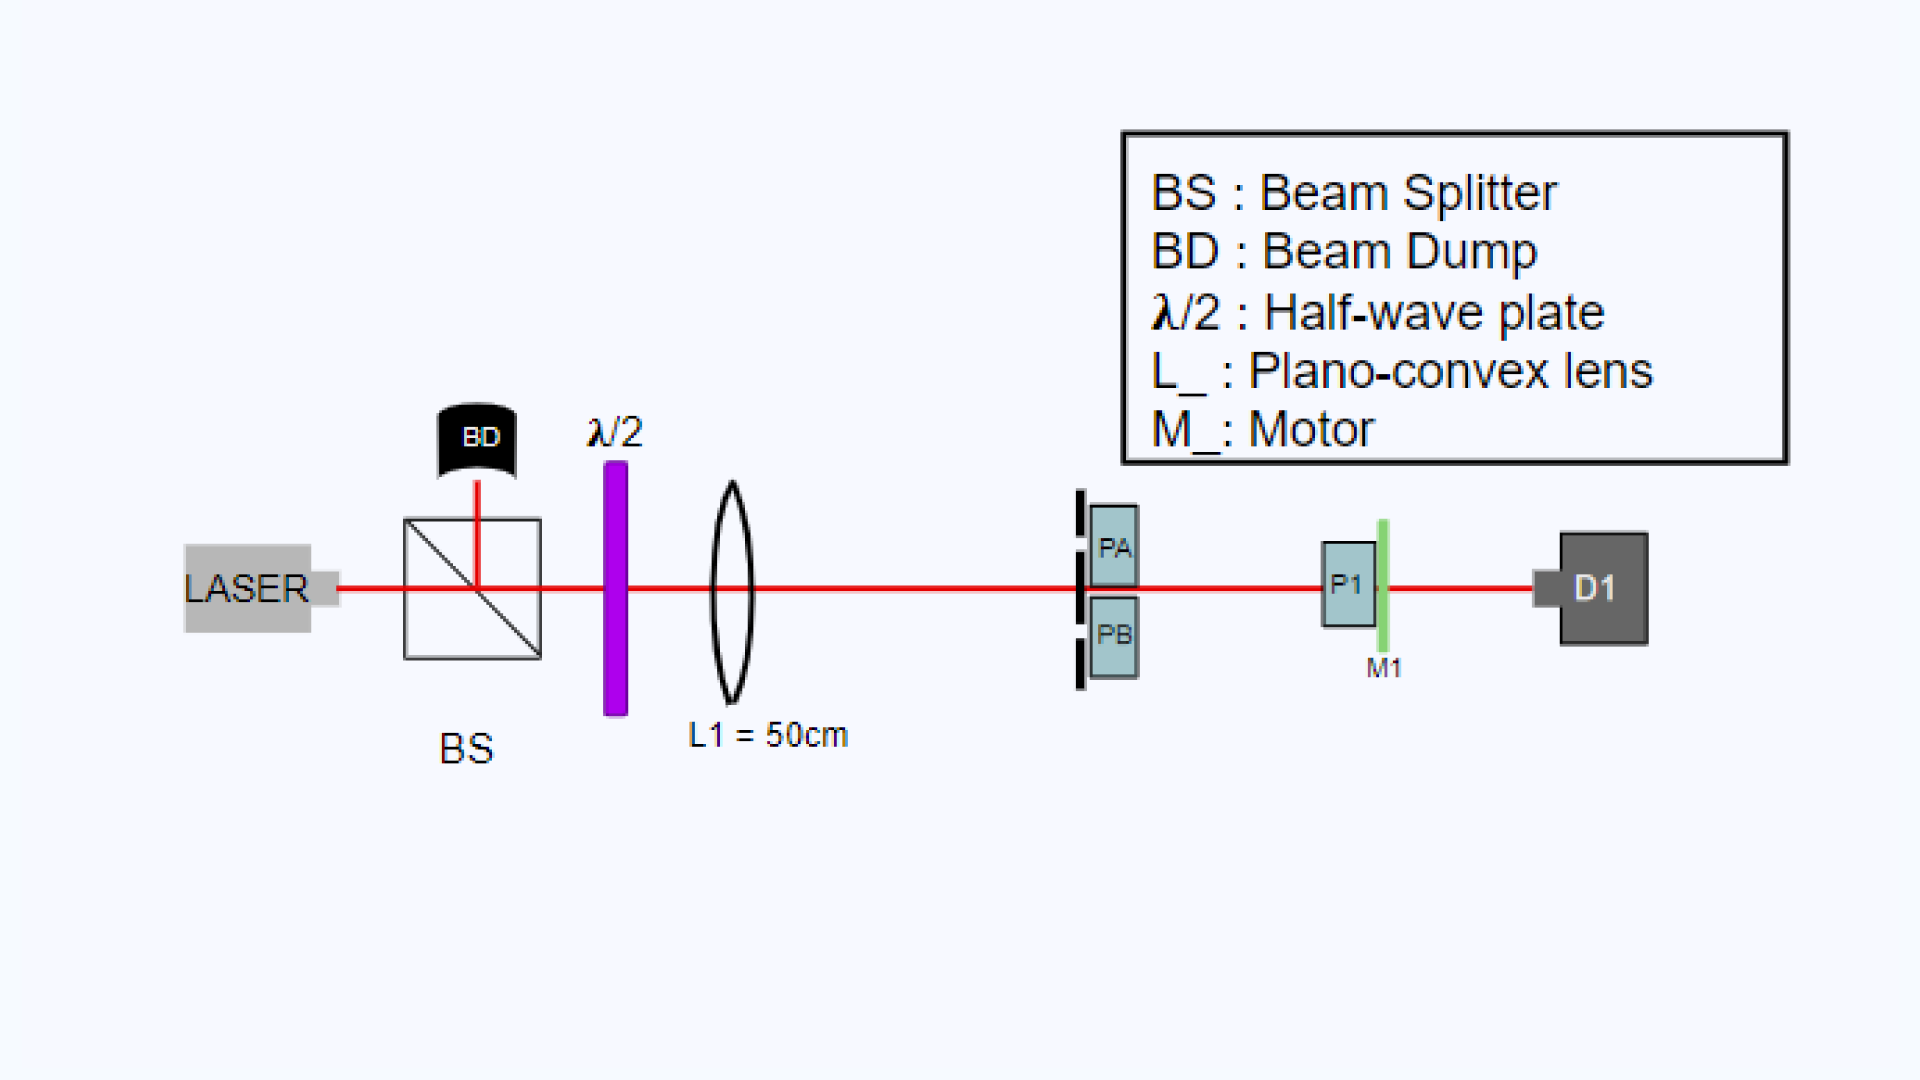 BS : Beam Splitter
BD : Beam Dump
λ/2 : Half-wave plate
L_ : Plano-convex lens
M_: Motor
BD
λ/2
LASER
PA
P1
D1
PB
M1
L1 = 50cm
BS